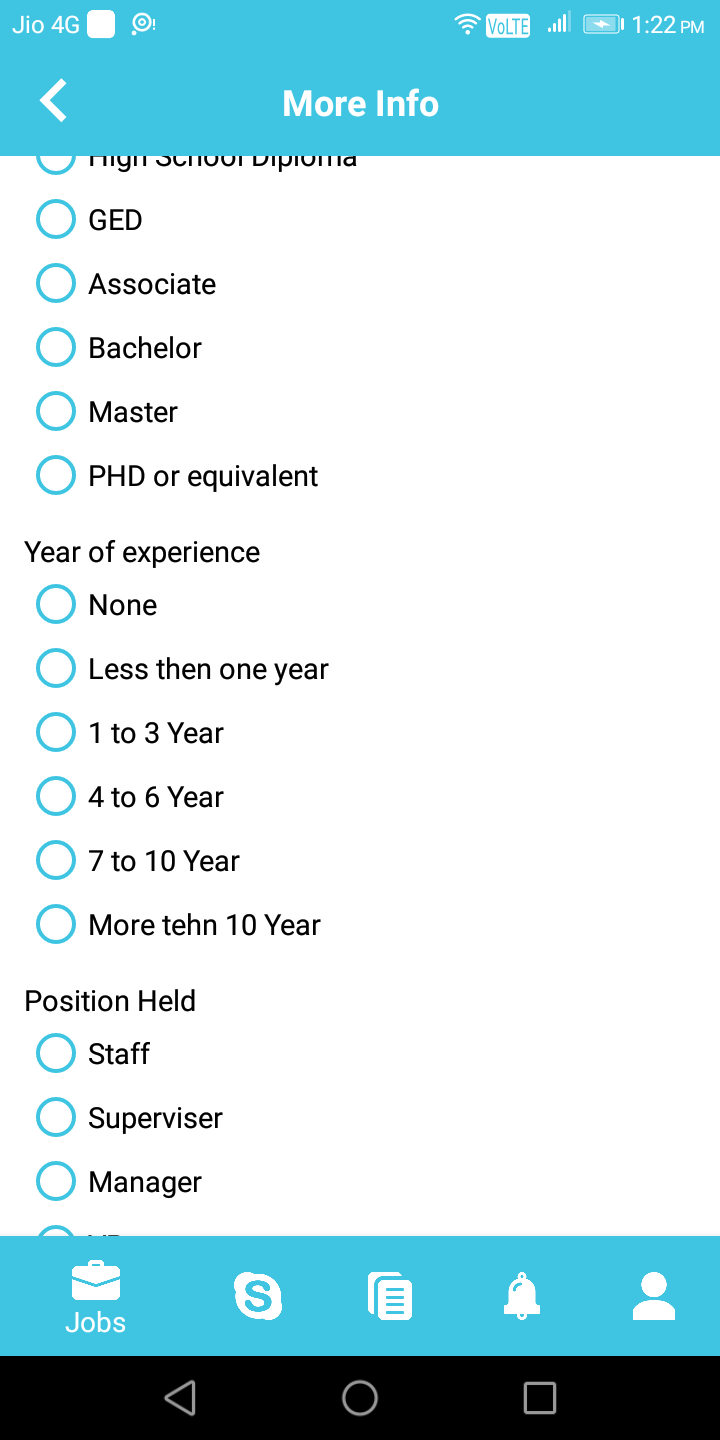 Jio 4G VoLTE 1:22 PM
More Info
High School Diploma
GED
Associate
Bachelor
Master
PHD or equivalent
Year of experience
None
Less then one year
1 to 3 Year
4 to 6 Year
7 to 10 Year
More tehn 10 Year
Position Held
Staff
Superviser
Manager
Jobs